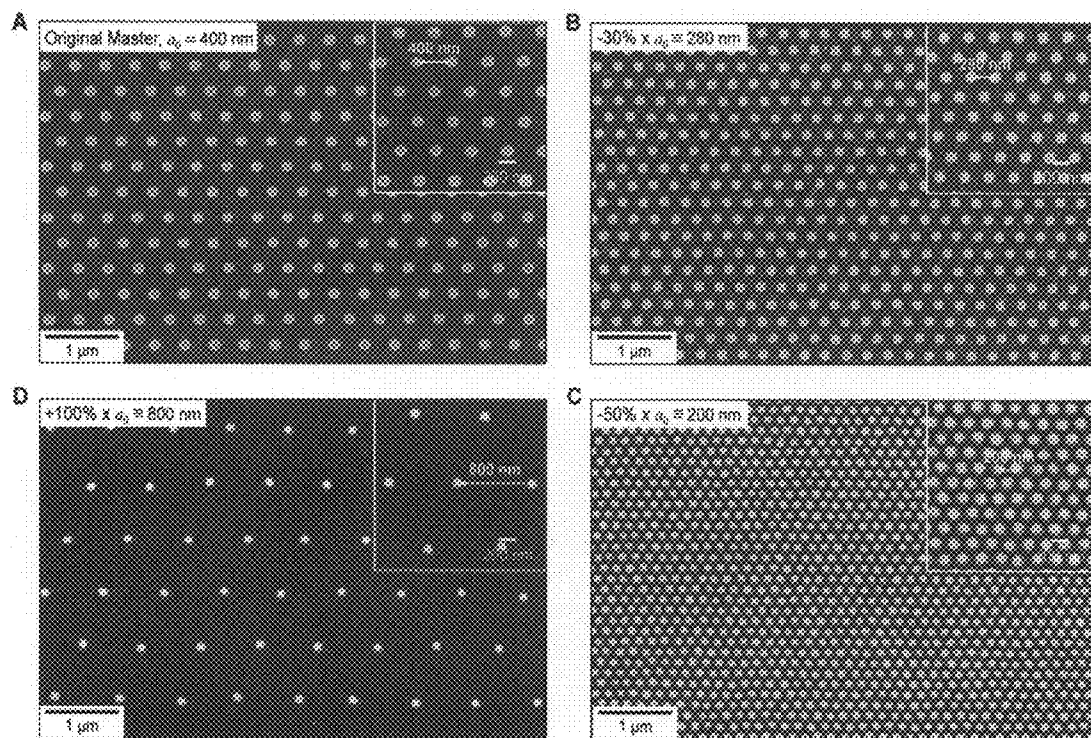 A
Original Master, a₀ = 400 nm
400 nm
1 µm
B
-30% x a₀ = 280 nm
1 µm
D
+100% x a₀ = 800 nm
800 nm
1 µm
C
-50% x a₀ = 200 nm
1 µm